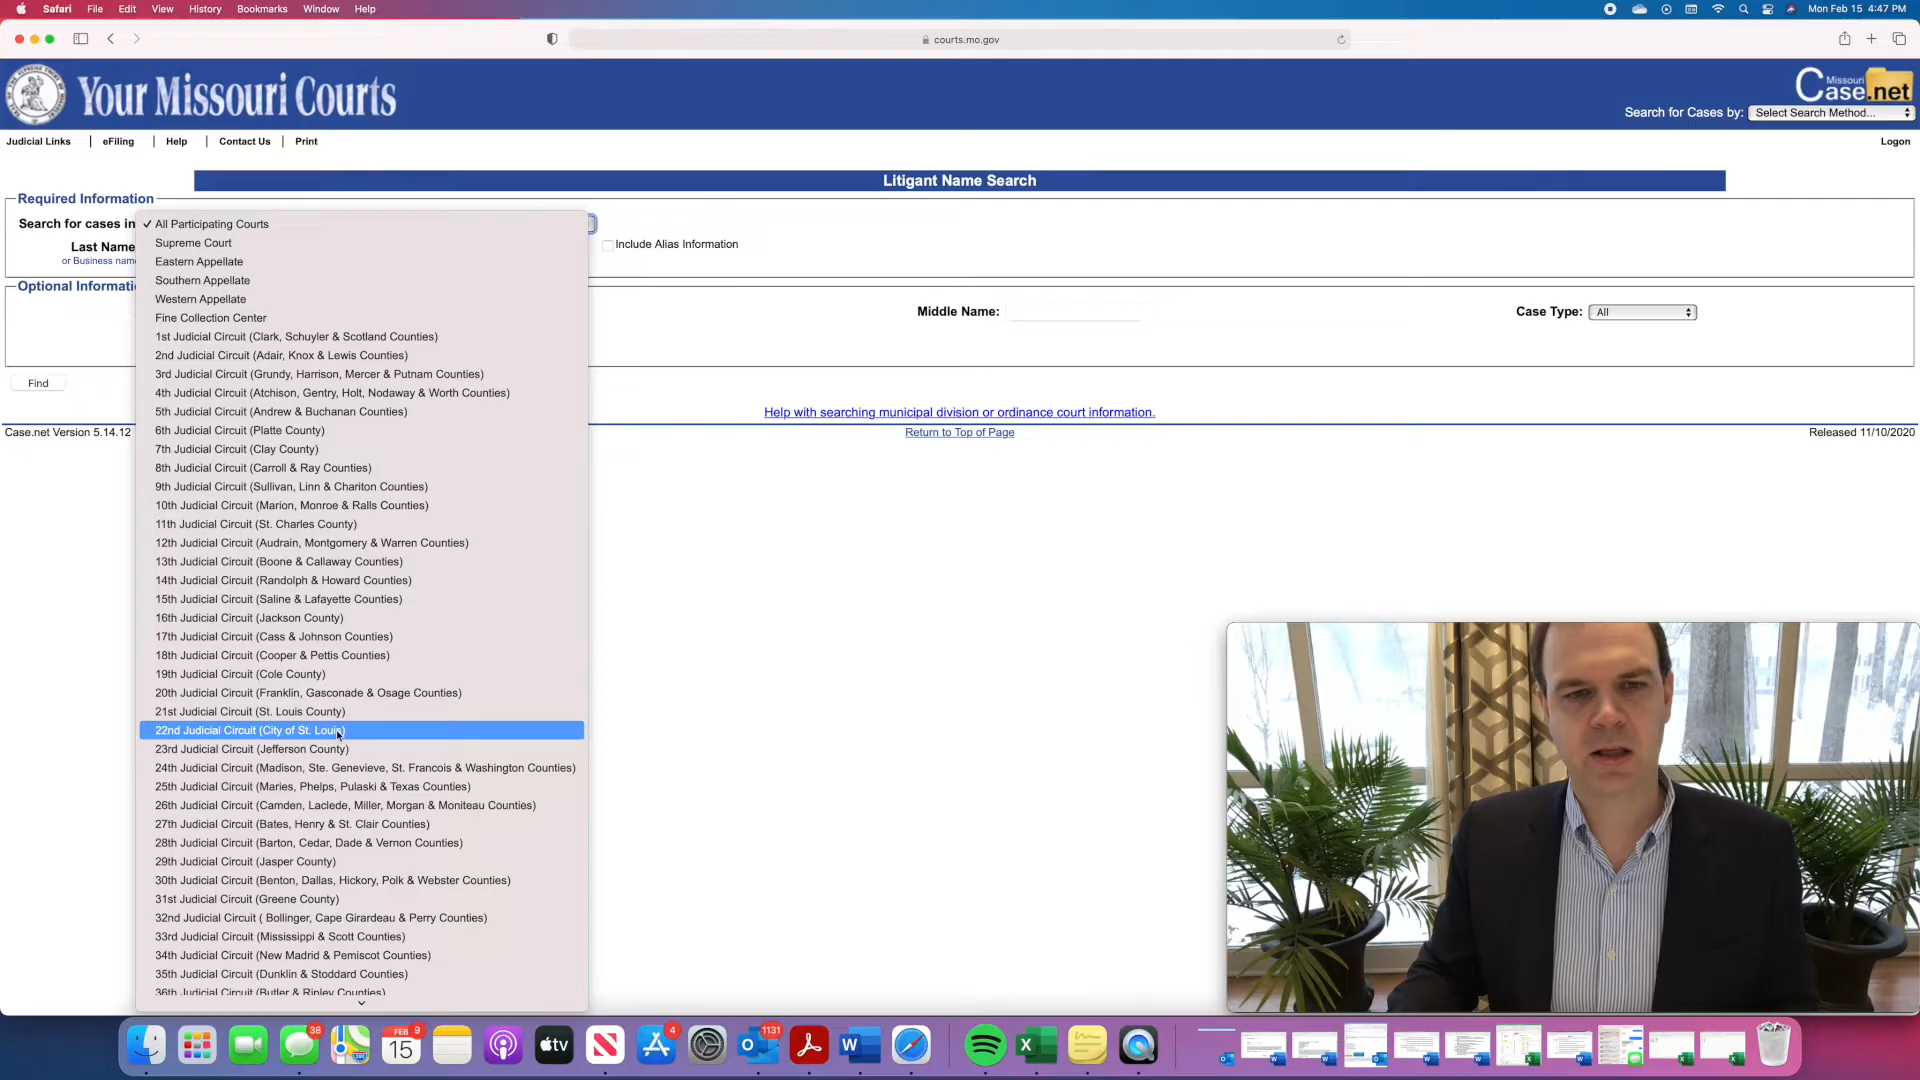 Safari File Edit View History Bookmarks Window Help Mon Feb 15 4:47 PM
courts.mo.gov
Your Missouri Courts
Missouri
Case.net
Search for Cases by: Select Search Method...
Judicial Links | eFiling | Help | Contact Us | Print Logon
Litigant Name Search
Required Information
Search for cases in
Last Name
or Business name
Include Alias Information
✓ All Participating Courts
Supreme Court
Eastern Appellate
Southern Appellate
Western Appellate
Fine Collection Center
1st Judicial Circuit (Clark, Schuyler & Scotland Counties)
2nd Judicial Circuit (Adair, Knox & Lewis Counties)
3rd Judicial Circuit (Grundy, Harrison, Mercer & Putnam Counties)
4th Judicial Circuit (Atchison, Gentry, Holt, Nodaway & Worth Counties)
5th Judicial Circuit (Andrew & Buchanan Counties)
6th Judicial Circuit (Platte County)
7th Judicial Circuit (Clay County)
8th Judicial Circuit (Carroll & Ray Counties)
9th Judicial Circuit (Sullivan, Linn & Chariton Counties)
10th Judicial Circuit (Marion, Monroe & Ralls Counties)
11th Judicial Circuit (St. Charles County)
12th Judicial Circuit (Audrain, Montgomery & Warren Counties)
13th Judicial Circuit (Boone & Callaway Counties)
14th Judicial Circuit (Randolph & Howard Counties)
15th Judicial Circuit (Saline & Lafayette Counties)
16th Judicial Circuit (Jackson County)
17th Judicial Circuit (Cass & Johnson Counties)
18th Judicial Circuit (Cooper & Pettis Counties)
19th Judicial Circuit (Cole County)
20th Judicial Circuit (Franklin, Gasconade & Osage Counties)
21st Judicial Circuit (St. Louis County)
22nd Judicial Circuit (City of St. Louis)
23rd Judicial Circuit (Jefferson County)
24th Judicial Circuit (Madison, Ste. Genevieve, St. Francois & Washington Counties)
25th Judicial Circuit (Maries, Phelps, Pulaski & Texas Counties)
26th Judicial Circuit (Camden, Laclede, Miller, Morgan & Moniteau Counties)
27th Judicial Circuit (Bates, Henry & St. Clair Counties)
28th Judicial Circuit (Barton, Cedar, Dade & Vernon Counties)
29th Judicial Circuit (Jasper County)
30th Judicial Circuit (Benton, Dallas, Hickory, Polk & Webster Counties)
31st Judicial Circuit (Greene County)
32nd Judicial Circuit ( Bollinger, Cape Girardeau & Perry Counties)
33rd Judicial Circuit (Mississippi & Scott Counties)
34th Judicial Circuit (New Madrid & Pemiscot Counties)
35th Judicial Circuit (Dunklin & Stoddard Counties)
36th Judicial Circuit (Butler & Ripley Counties)
Optional Informati
Middle Name: Case Type: All
Find
Help with searching municipal division or ordinance court information.
Case.net Version 5.14.12 Return to Top of Page Released 11/10/2020
38 FEB 9 15 tv 4 1131 W X